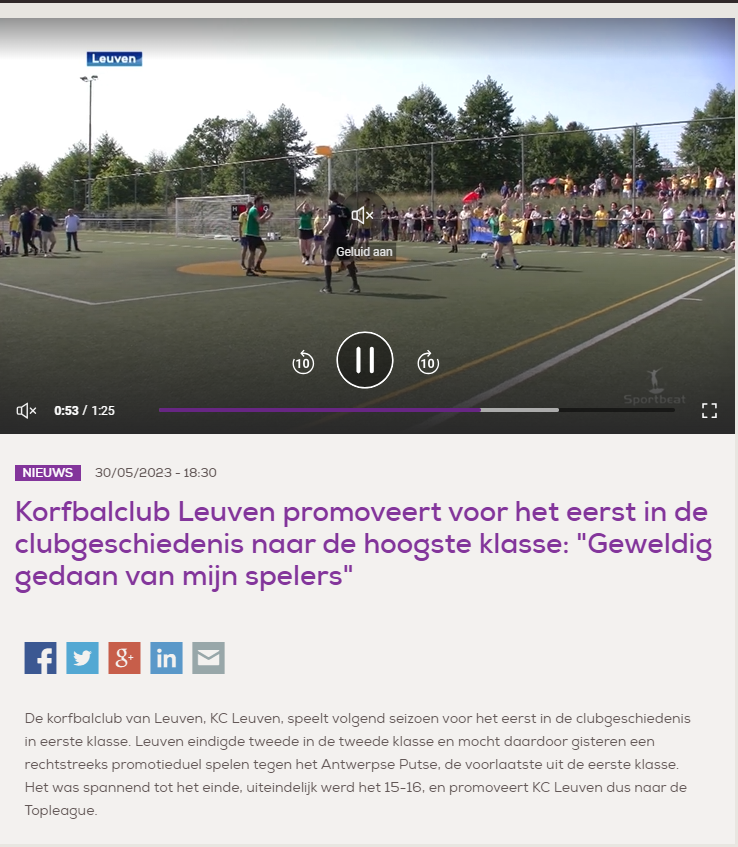 Leuven
Geluid aan
10
10
0:53 / 1:25
Sportbeat
NIEUWS 30/05/2023 - 18:30
Korfbalclub Leuven promoveert voor het eerst in de
clubgeschiedenis naar de hoogste klasse: "Geweldig
gedaan van mijn spelers"
f
g+
in
De korfbalclub van Leuven, KC Leuven, speelt volgend seizoen voor het eerst in de clubgeschiedenis
in eerste klasse. Leuven eindigde tweede in de tweede klasse en mocht daardoor gisteren een
rechtstreeks promotieduel spelen tegen het Antwerpse Putse, de voorlaatste uit de eerste klasse.
Het was spannend tot het einde, uiteindelijk werd het 15-16, en promoveert KC Leuven dus naar de
Topleague.